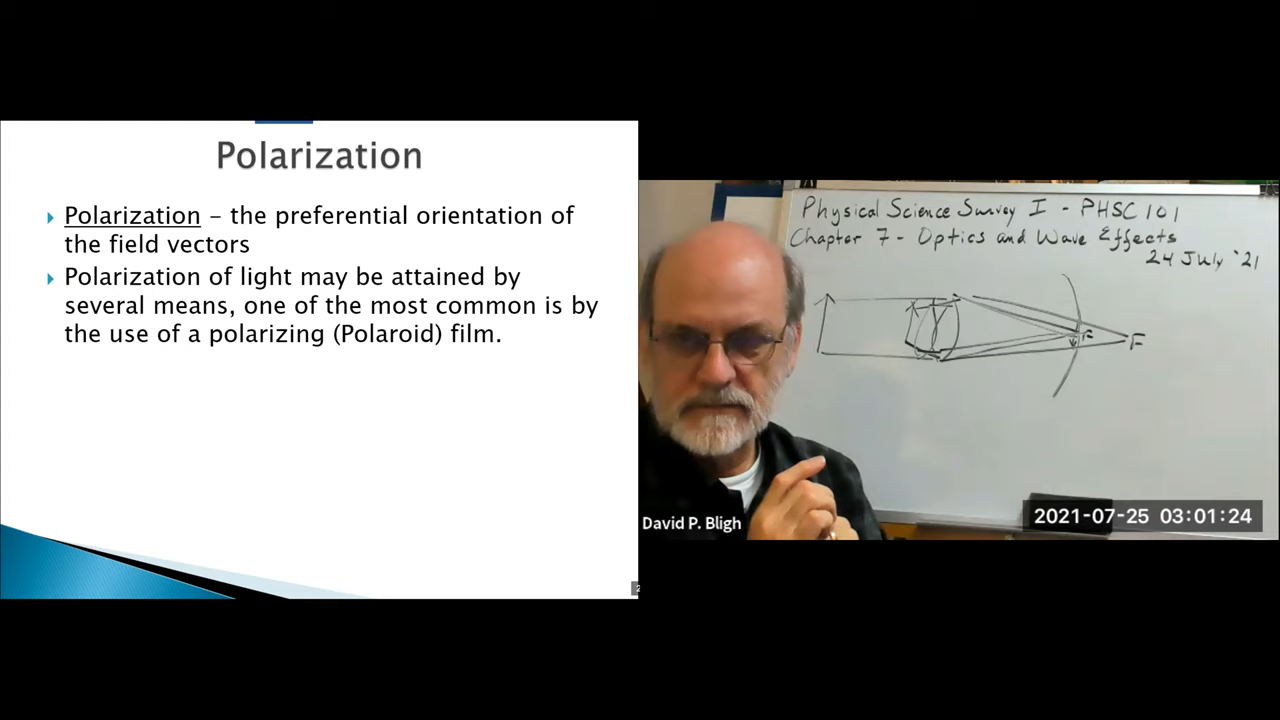 Polarization
Polarization – the preferential orientation of
the field vectors
Polarization of light may be attained by
several means, one of the most common is by
the use of a polarizing (Polaroid) film.
Physical Science Survey I - PHSC 101
Chapter 7 - Optics and Wave Effects
24 July '21
F
F
David P. Bligh
2021-07-25 03:01:24
2